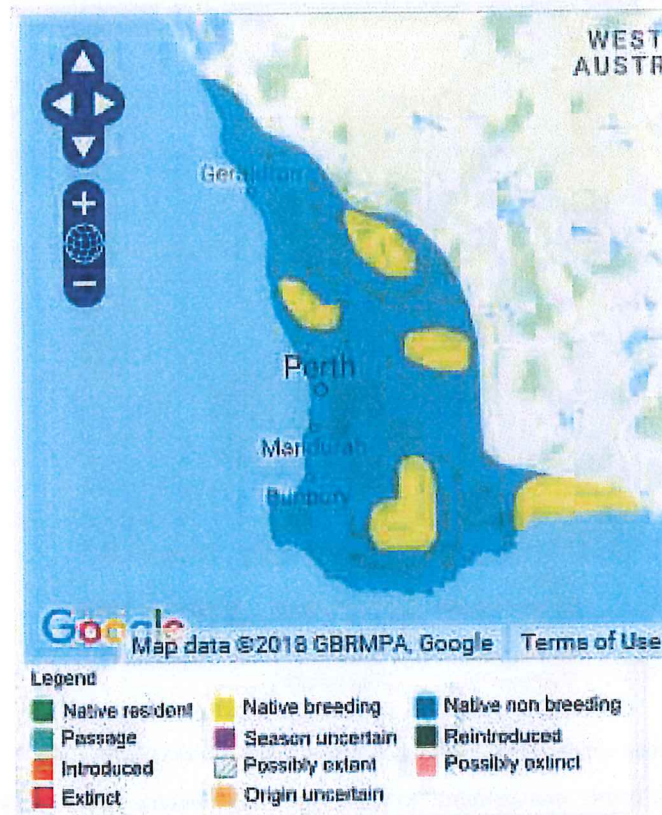 WEST
AUSTR
Geraldton
Perth
Mandurah
Bunbury
Google
Map data ©2018 GBRMPA, Google Terms of Use
Legend
Native resident Native breeding Native non breeding
Passage Season uncertain Reintroduced
Introduced Possibly extant Possibly extinct
Extinct Origin uncertain